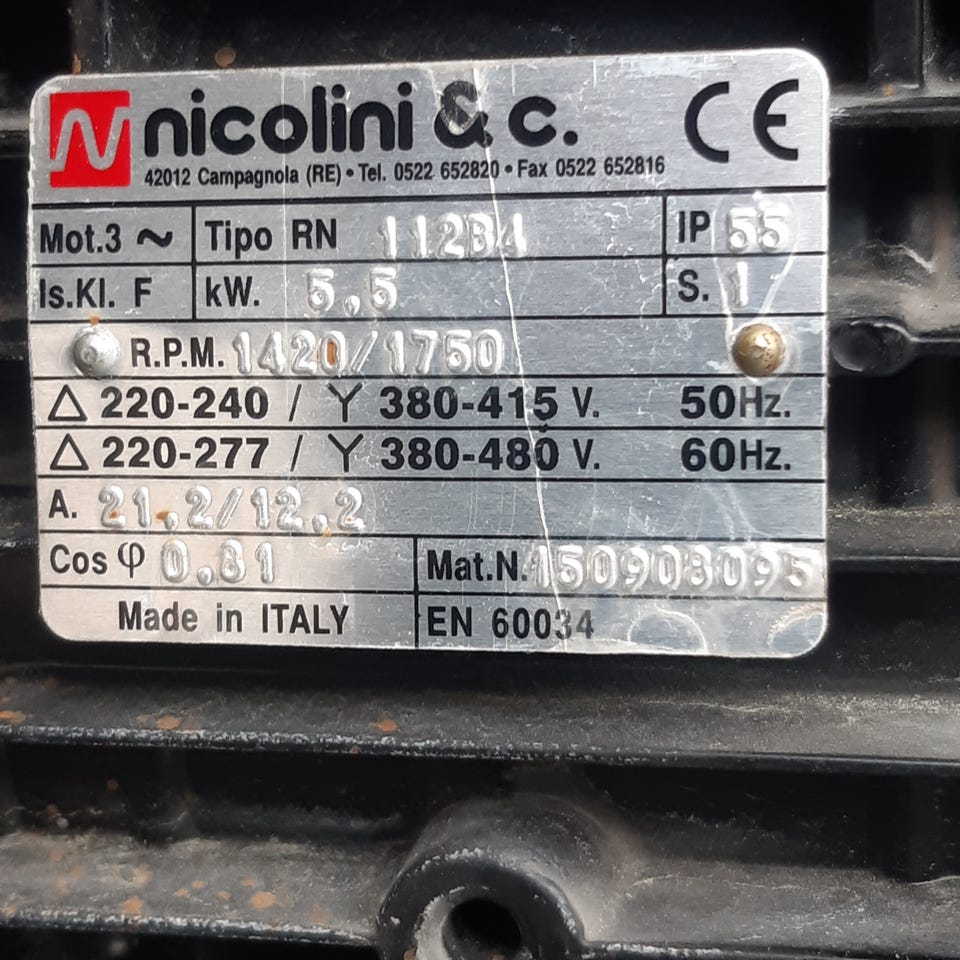 nicolini & c. CE
42012 Campagnola (RE) • Tel. 0522 652820 • Fax 0522 652816
Mot.3 ~ Tipo RN 112B4 IP 55
Is.Kl. F kW. 5,5 S. 1
R.P.M. 1420/1750
△ 220-240 / Y 380-415 V. 50Hz.
△ 220-277 / Y 380-480 V. 60Hz.
A. 21,2/12,2
Cos φ 0,81 Mat.N. 150908095
Made in ITALY EN 60034